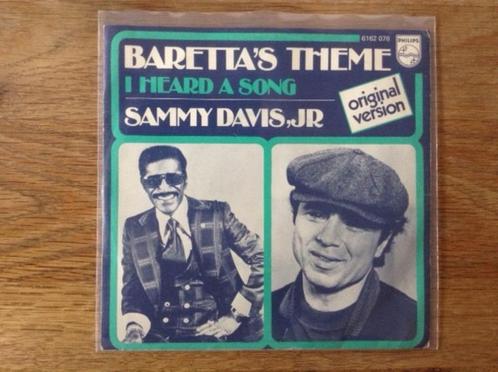 6162 076
PHILIPS
BARETTA'S THEME
I HEARD A SONG
SAMMY DAVIS, JR
original
version